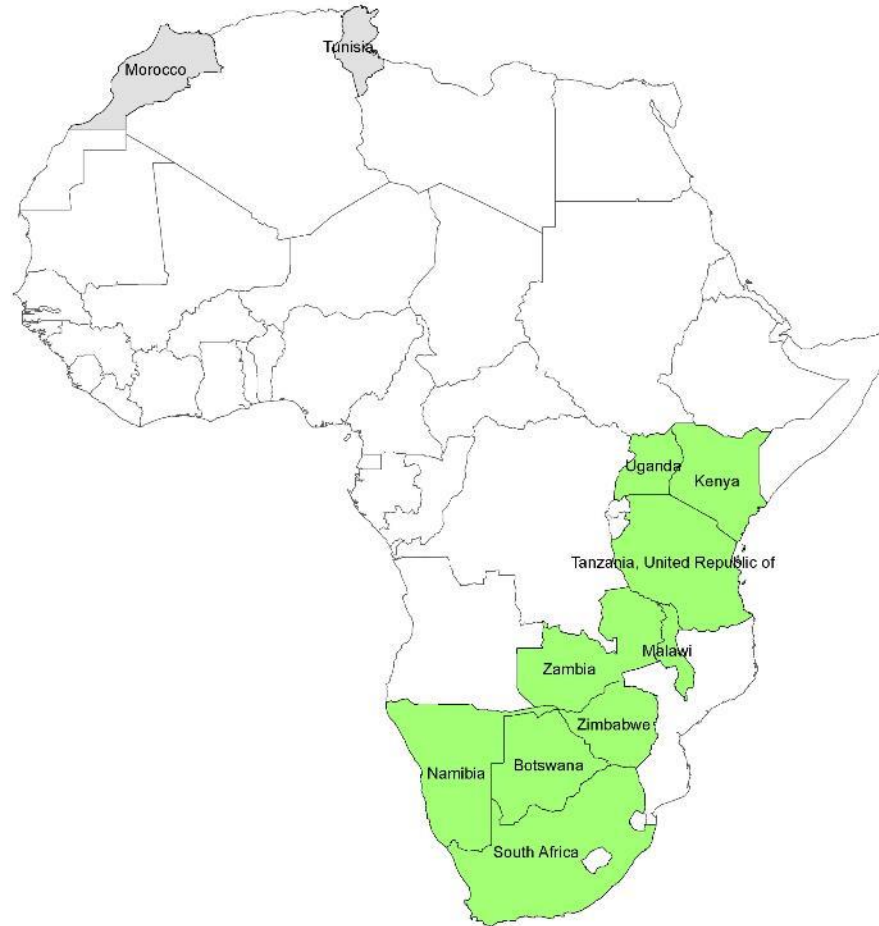 Tunisia
Morocco
Uganda
Kenya
Tanzania, United Republic of
Malawi
Zambia
Zimbabwe
Botswana
Namibia
South Africa